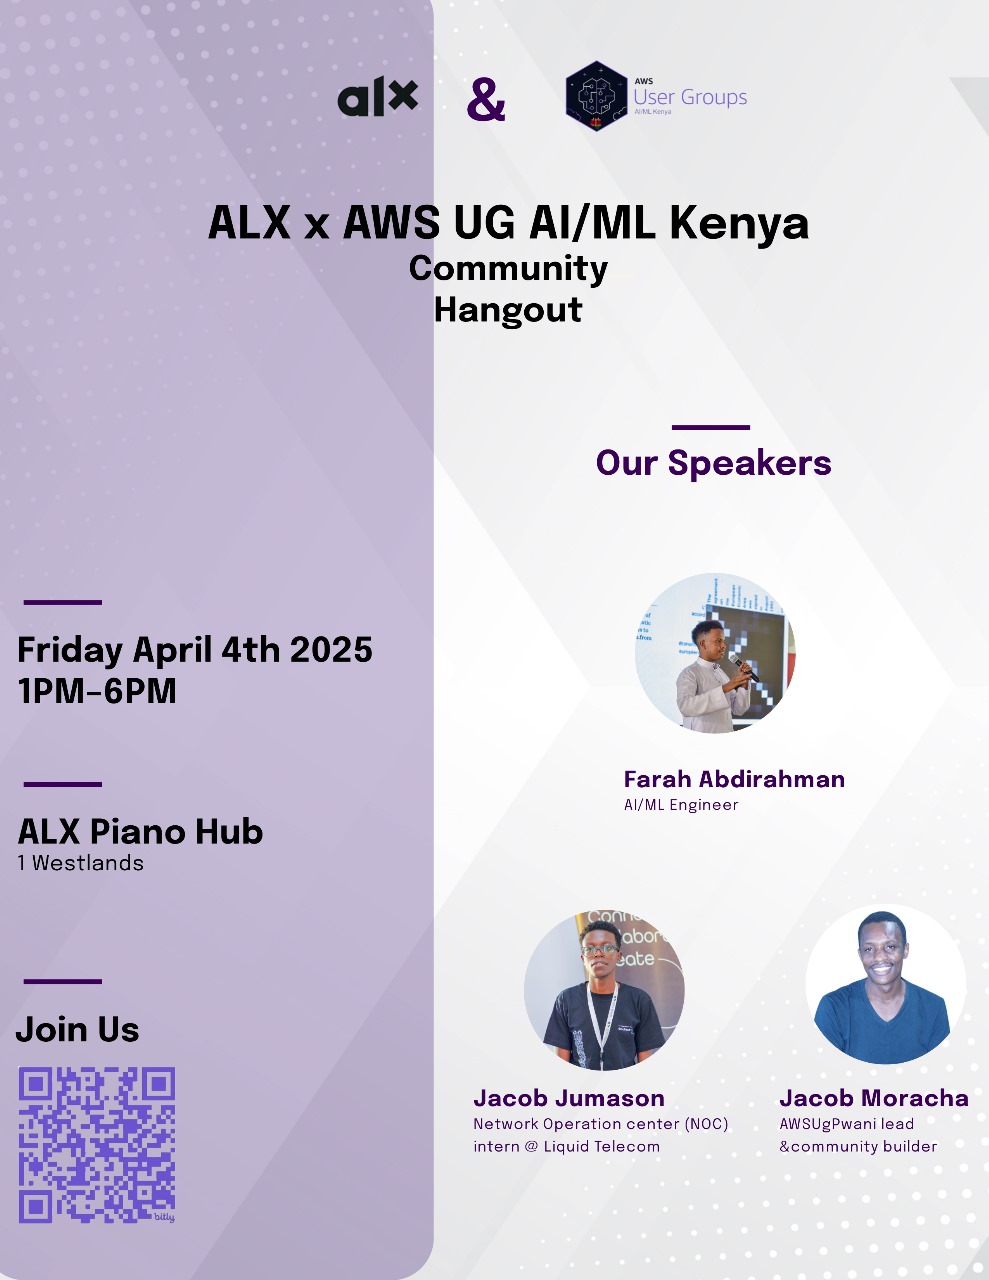 alx & AWS
User Groups
AI/ML Kenya
ALX x AWS UG AI/ML Kenya
Community
Hangout
Our Speakers
Friday April 4th 2025
1PM–6PM
ALX Piano Hub
1 Westlands
Join Us
bitly
Farah Abdirahman
AI/ML Engineer
Jacob Jumason
Network Operation center (NOC)
intern @ Liquid Telecom
Jacob Moracha
AWSUgPwani lead
&community builder